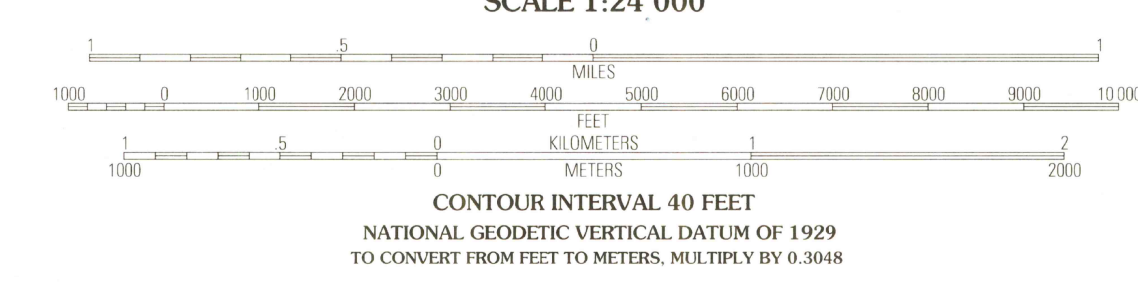 SCALE 1:24 000
1 .5 0 1
MILES
1000 0 1000 2000 3000 4000 5000 6000 7000 8000 9000 10 000
FEET
1 .5 0 KILOMETERS 1 2
1000 0 METERS 1000 2000
CONTOUR INTERVAL 40 FEET
NATIONAL GEODETIC VERTICAL DATUM OF 1929
TO CONVERT FROM FEET TO METERS, MULTIPLY BY 0.3048